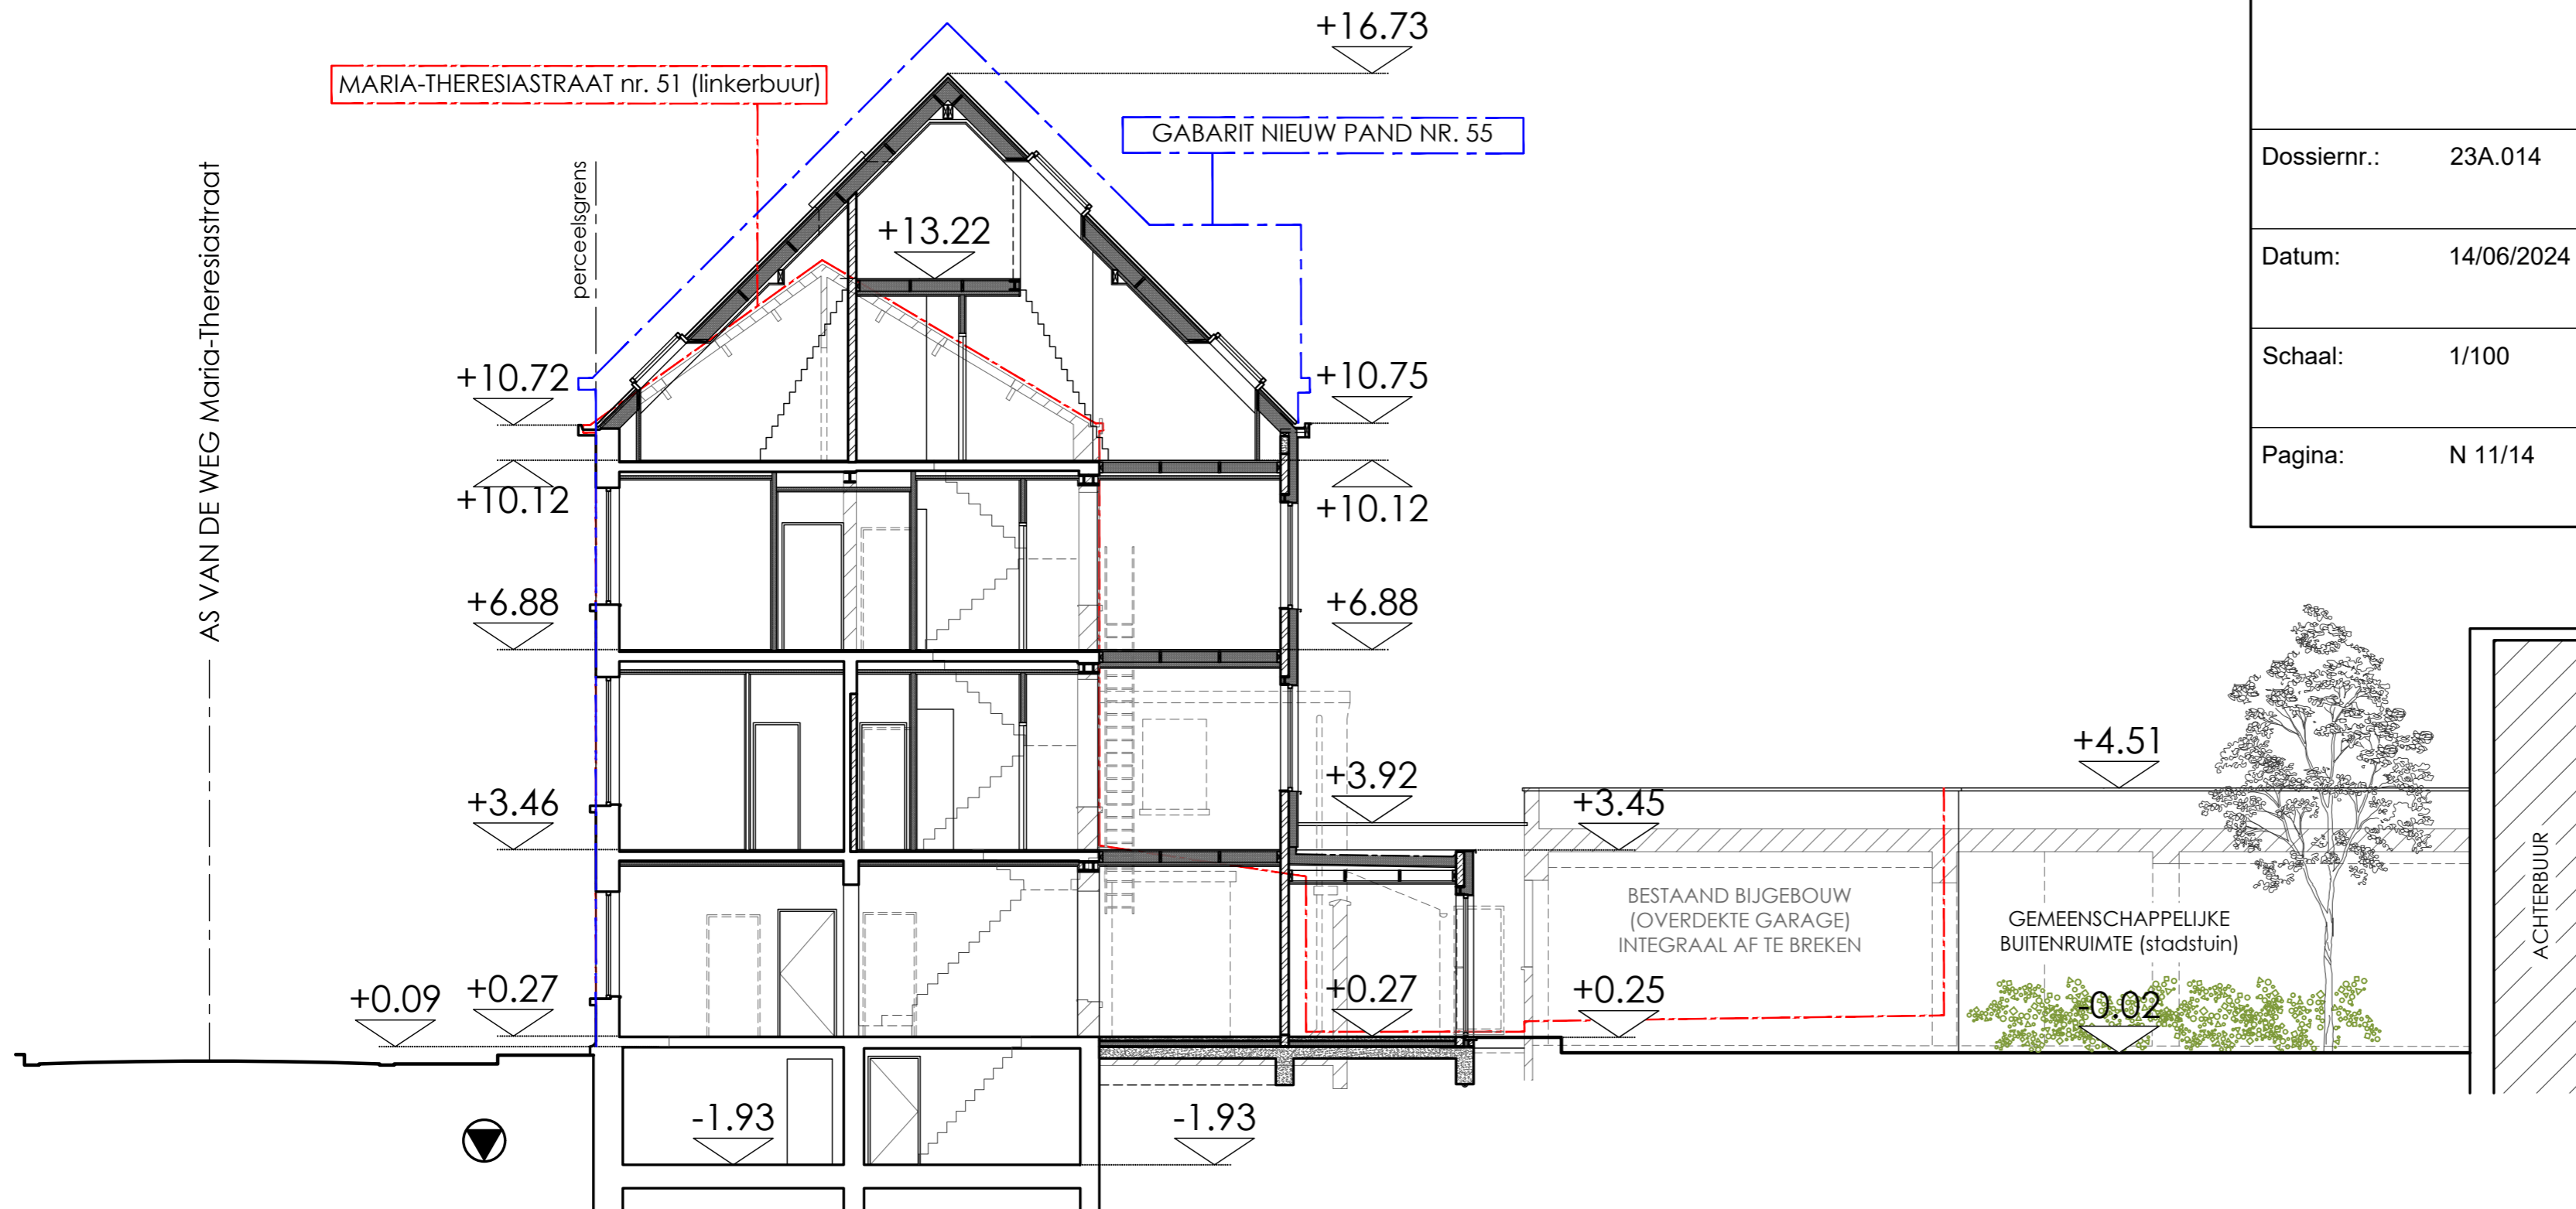 +16.73
MARIA-THERESIASTRAAT nr. 51 (linkerbuur)
GABARIT NIEUW PAND NR. 55
Dossiernr.: 23A.014
Datum: 14/06/2024
Schaal: 1/100
Pagina: N 11/14
AS VAN DE WEG Maria-Theresiastraat
perceelsgrens
+13.22
+10.72
+10.75
+10.12
+10.12
+6.88
+6.88
+4.51
+3.92
+3.46
+3.45
BESTAAND BIJGEBOUW
(OVERDEKTE GARAGE)
INTEGRAAL AF TE BREKEN
GEMEENSCHAPPELIJKE
BUITENRUIMTE (stadstuin)
ACHTERBUUR
+0.09
+0.27
+0.27
+0.25
-0.02
-1.93
-1.93